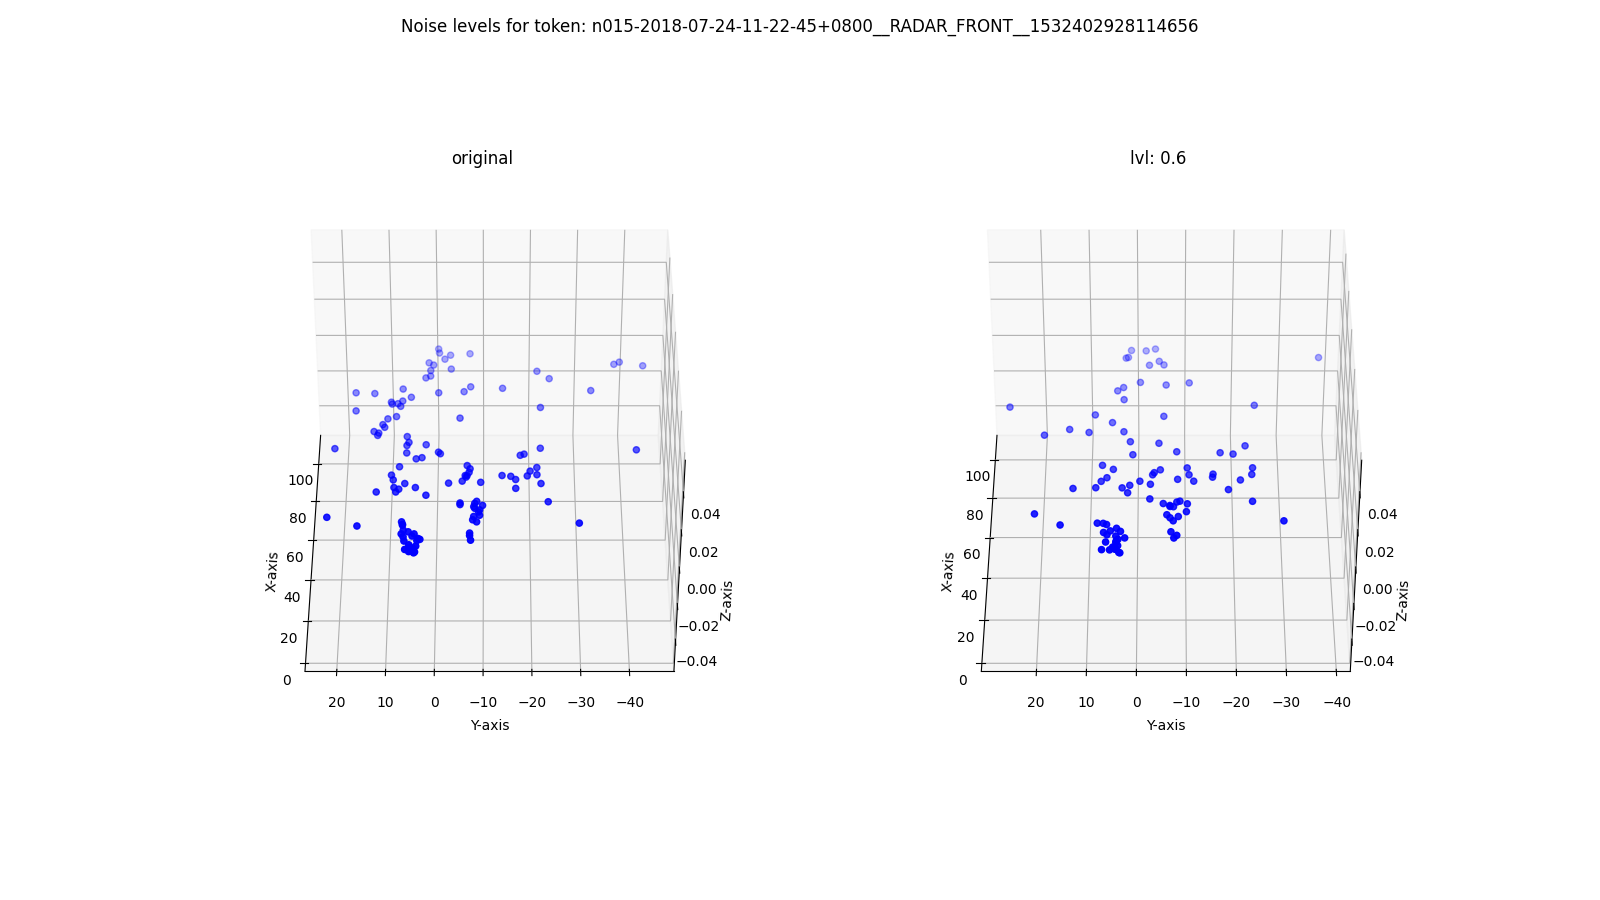 Noise levels for token: n015-2018-07-24-11-22-45+0800__RADAR_FRONT__1532402928114656
original
lvl: 0.6
100
80
60
40
20
0
X-axis
20 10 0 −10 −20 −30 −40
Y-axis
0.04
0.02
0.00
−0.02
−0.04
Z-axis
100
80
60
40
20
0
X-axis
20 10 0 −10 −20 −30 −40
Y-axis
0.04
0.02
0.00
−0.02
−0.04
Z-axis